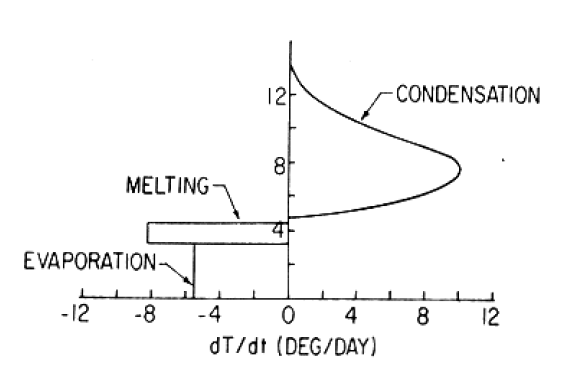 12
CONDENSATION
8
MELTING
4
EVAPORATION
-12 -8 -4 0 4 8 12
dT/dt (DEG/DAY)